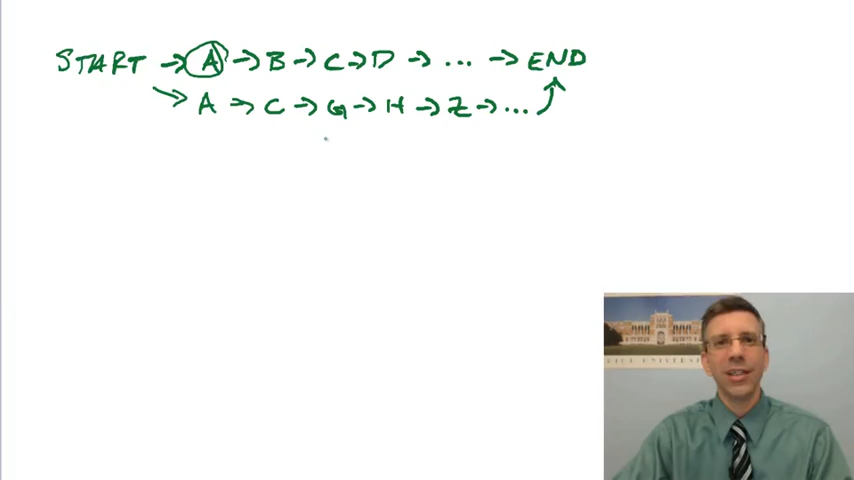 START → A → B → C → D → ... → END
→ A → C → G → H → Z → ...